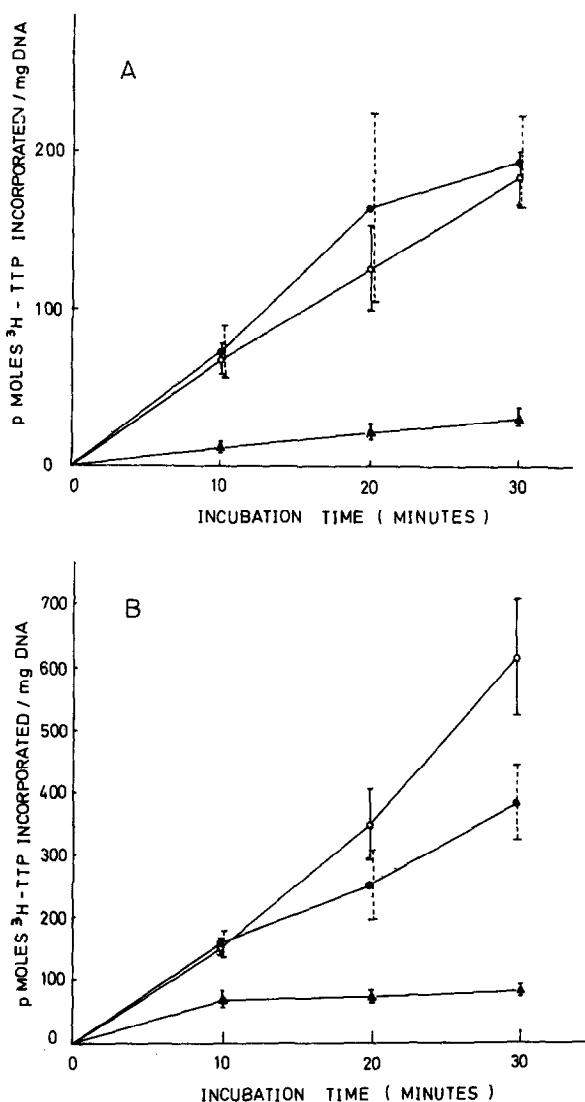 A
p MOLES ³H - TTP INCORPORATED / mg DNA
200
100
0
0 10 20 30
INCUBATION TIME ( MINUTES )
B
p MOLES ³H - TTP INCORPORATED / mg DNA
700
600
500
400
300
200
100
0
0 10 20 30
INCUBATION TIME ( MINUTES )